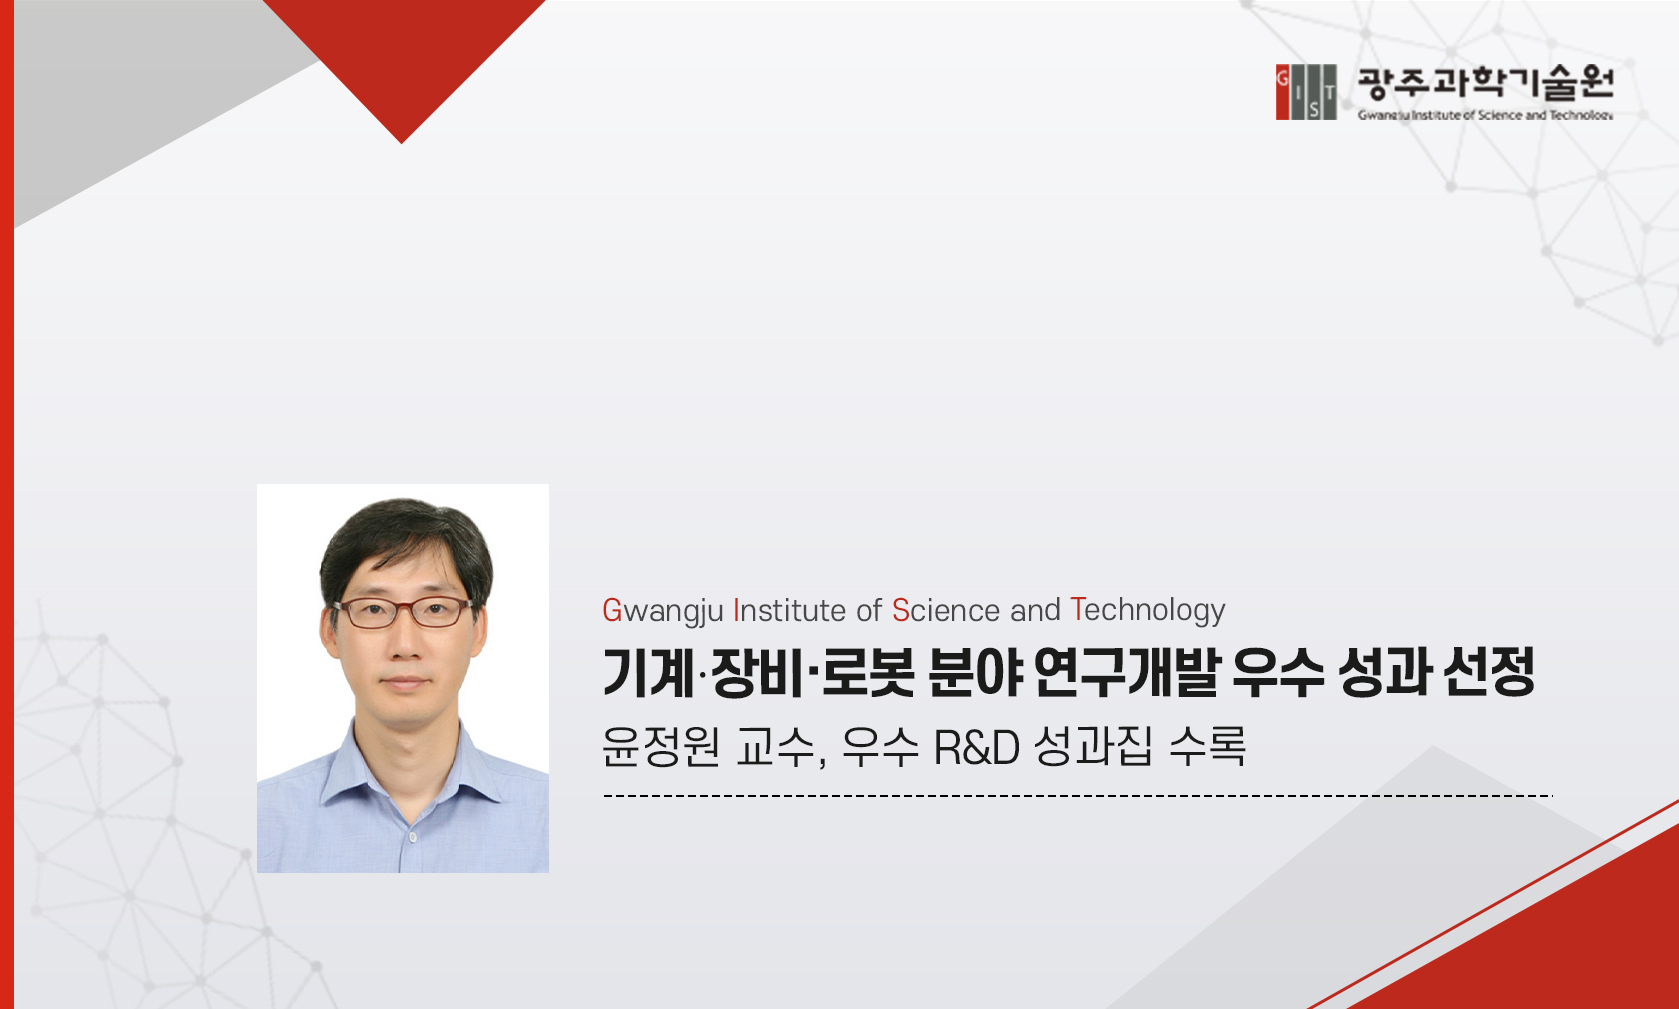 GIST 광주과학기술원
Gwangju Institute of Science and Technology
Gwangju Institute of Science and Technology
기계·장비·로봇 분야 연구개발 우수 성과 선정
윤정원 교수, 우수 R&D 성과집 수록